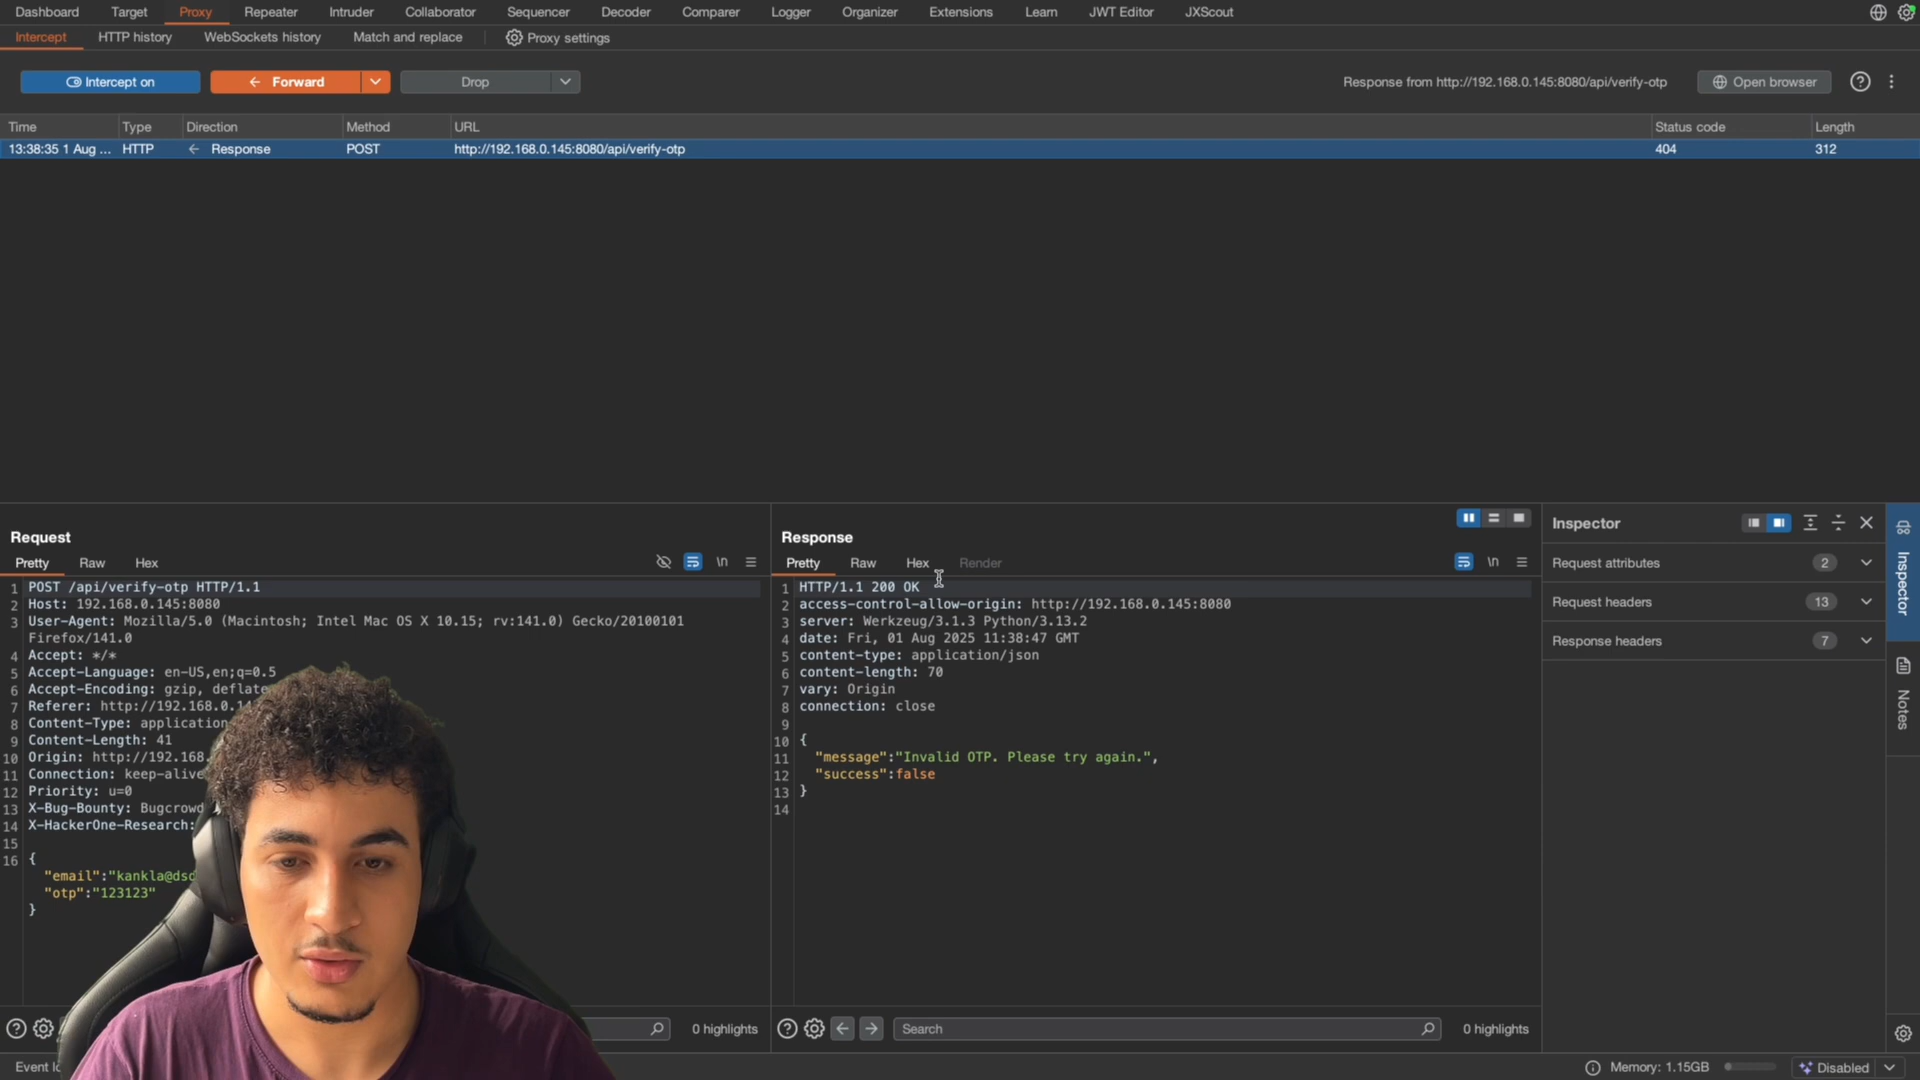 Dashboard Target Proxy Repeater Intruder Collaborator Sequencer Decoder Comparer Logger Organizer Extensions Learn JWT Editor JXScout
Intercept HTTP history WebSockets history Match and replace Proxy settings
Intercept on Forward Drop Response from http://192.168.0.145:8080/api/verify-otp Open browser
Time Type Direction Method URL Status code Length
13:38:35 1 Aug ... HTTP Response POST http://192.168.0.145:8080/api/verify-otp 404 312
Request
Pretty Raw Hex \n
1 POST /api/verify-otp HTTP/1.1
2 Host: 192.168.0.145:8080
3 User-Agent: Mozilla/5.0 (Macintosh; Intel Mac OS X 10.15; rv:141.0) Gecko/20100101
Firefox/141.0
4 Accept: */*
5 Accept-Language: en-US,en;q=0.5
6 Accept-Encoding: gzip, deflate
7 Referer: http://192.168.0.14
8 Content-Type: application
9 Content-Length: 41
10 Origin: http://192.168.
11 Connection: keep-alive
12 Priority: u=0
13 X-Bug-Bounty: Bugcrowd
14 X-HackerOne-Research:
15
16 {
"email":"kankla@dsd
"otp":"123123"
}
0 highlights
Response
Pretty Raw Hex Render \n
1 HTTP/1.1 200 OK
2 access-control-allow-origin: http://192.168.0.145:8080
3 server: Werkzeug/3.1.3 Python/3.13.2
4 date: Fri, 01 Aug 2025 11:38:47 GMT
5 content-type: application/json
6 content-length: 70
7 vary: Origin
8 connection: close
9
10 {
11 "message":"Invalid OTP. Please try again.",
12 "success":false
13 }
14
Search 0 highlights
Inspector
Request attributes 2
Request headers 13
Response headers 7
Inspector
Notes
Event Memory: 1.15GB Disabled